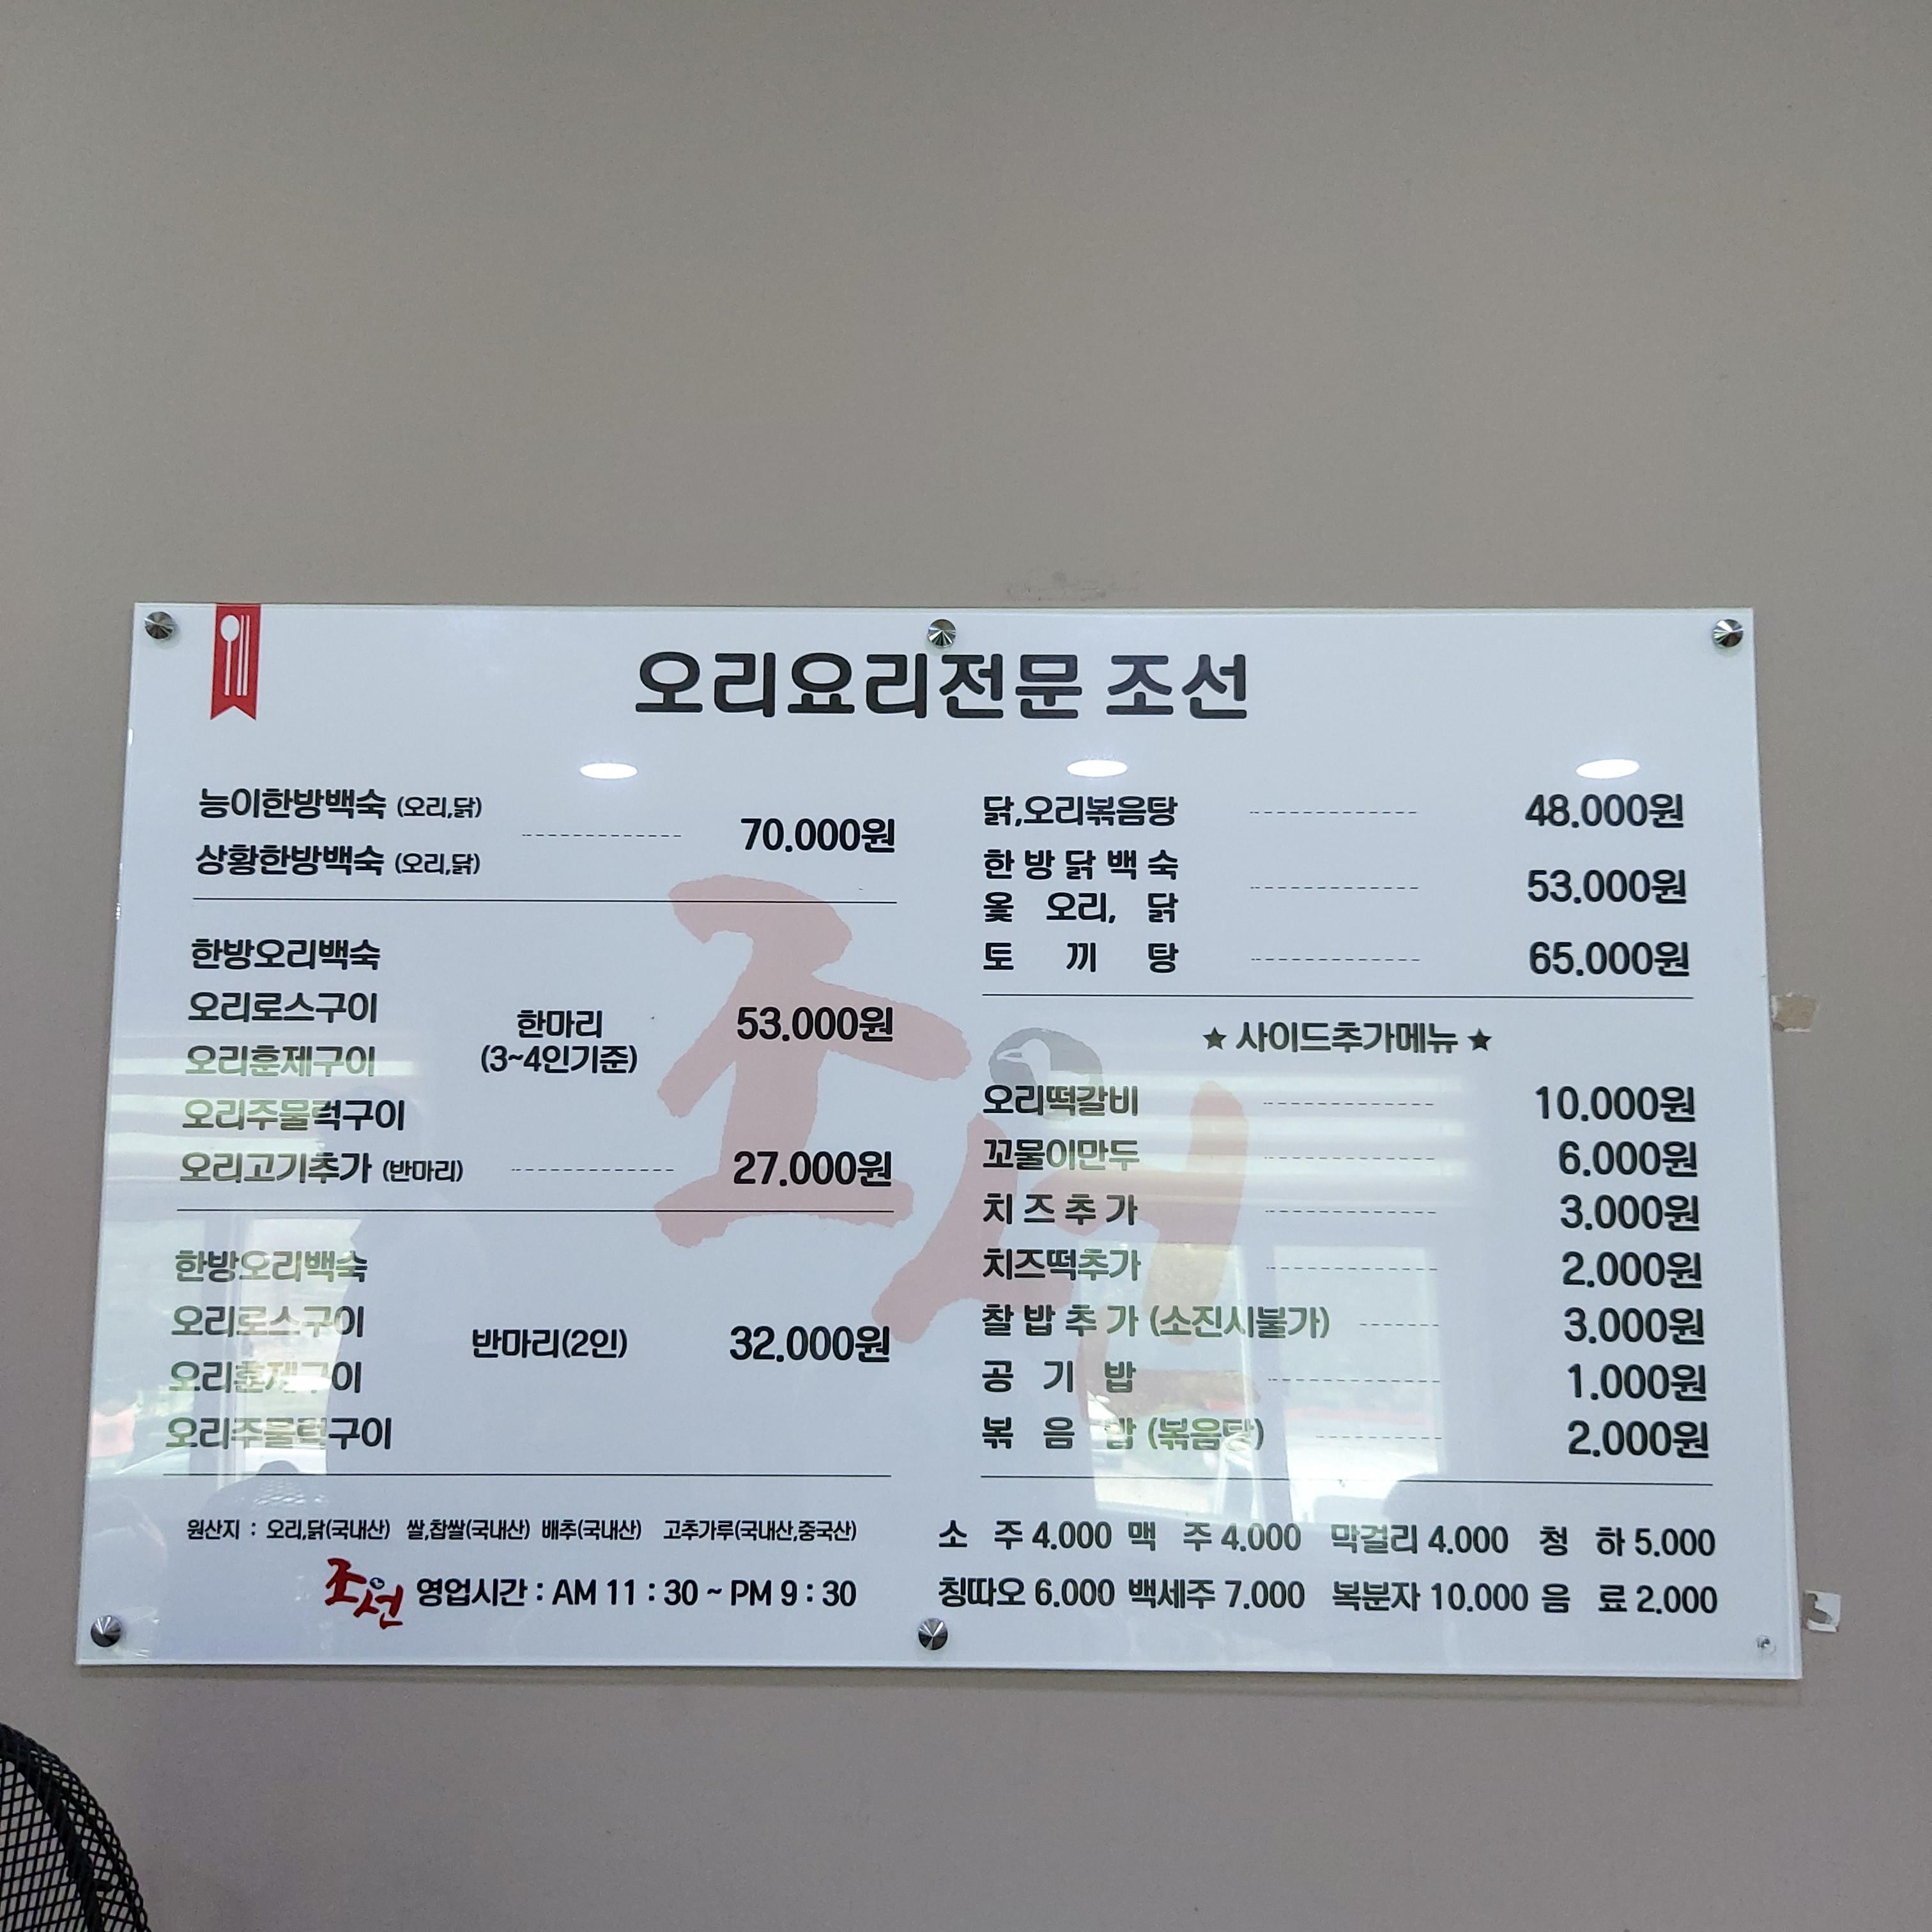 오리요리전문 조선
능이한방백숙 (오리,닭)
상황한방백숙 (오리,닭)
70.000원
한방오리백숙
오리로스구이
오리훈제구이
오리주물럭구이
한마리
(3~4인기준)
53.000원
오리고기추가 (반마리) 27.000원
한방오리백숙
오리로스구이
오리훈제구이
오리주물럭구이
반마리(2인) 32.000원
원산지 : 오리,닭(국내산) 쌀,찹쌀(국내산) 배추(국내산) 고추가루(국내산,중국산)
조선 영업시간 : AM 11 : 30 ~ PM 9 : 30
닭,오리볶음탕 48.000원
한 방 닭 백 숙
옻 오리, 닭
53.000원
토 끼 탕 65.000원
★ 사이드추가메뉴 ★
오리떡갈비 10.000원
꼬물이만두 6.000원
치 즈 추 가 3.000원
치즈떡추가 2.000원
찰 밥 추 가 (소진시불가) 3.000원
공 기 밥 1.000원
볶 음 밥 (볶음탕) 2.000원
소 주 4.000 맥 주 4.000 막걸리 4.000 청 하 5.000
칭따오 6.000 백세주 7.000 복분자 10.000 음 료 2.000
조선